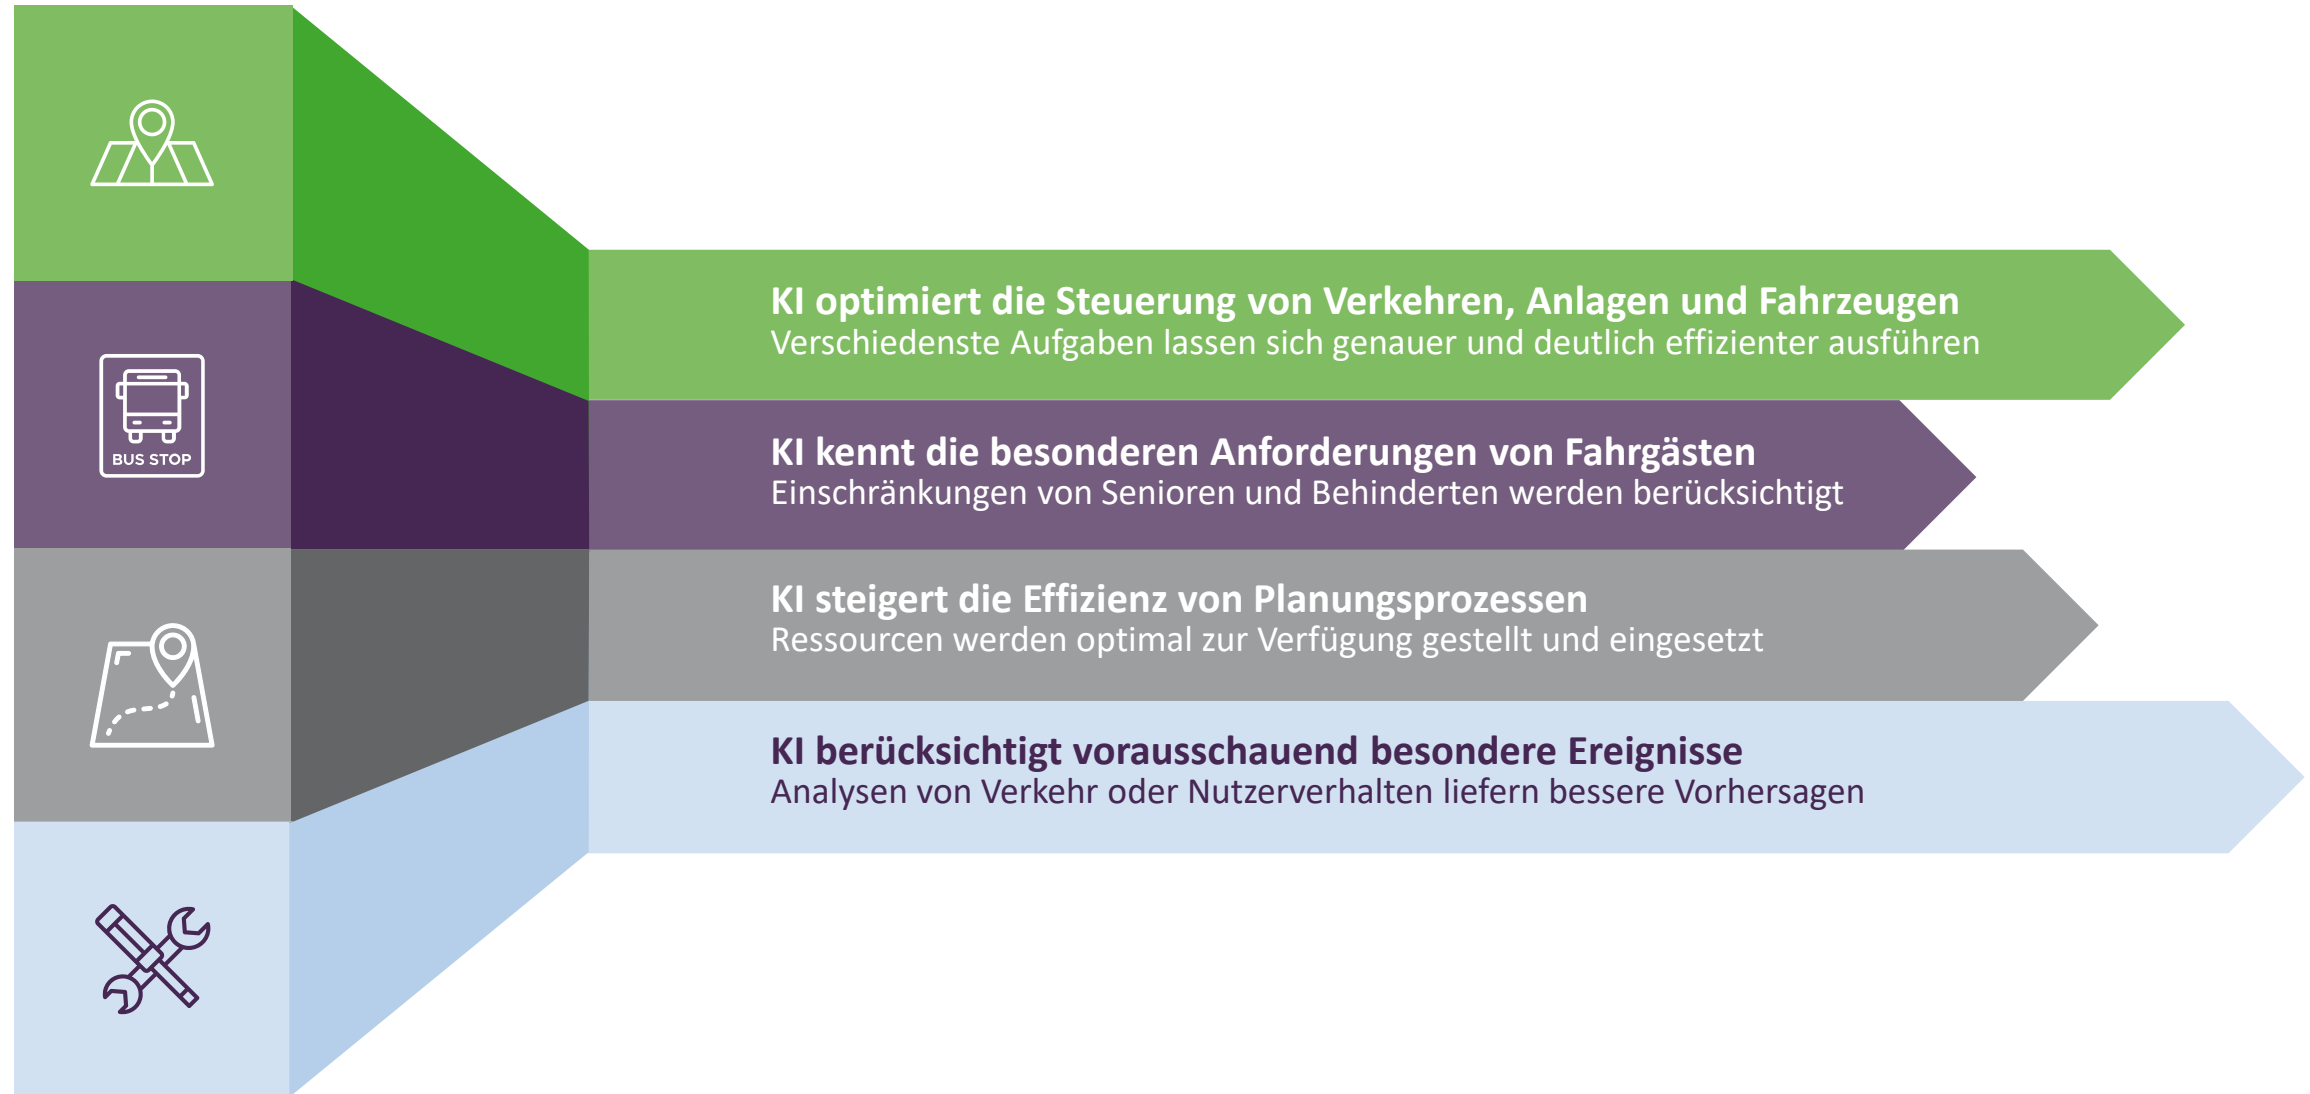 KI optimiert die Steuerung von Verkehren, Anlagen und Fahrzeugen
Verschiedenste Aufgaben lassen sich genauer und deutlich effizienter ausführen
BUS STOP
KI kennt die besonderen Anforderungen von Fahrgästen
Einschränkungen von Senioren und Behinderten werden berücksichtigt
KI steigert die Effizienz von Planungsprozessen
Ressourcen werden optimal zur Verfügung gestellt und eingesetzt
KI berücksichtigt vorausschauend besondere Ereignisse
Analysen von Verkehr oder Nutzerverhalten liefern bessere Vorhersagen